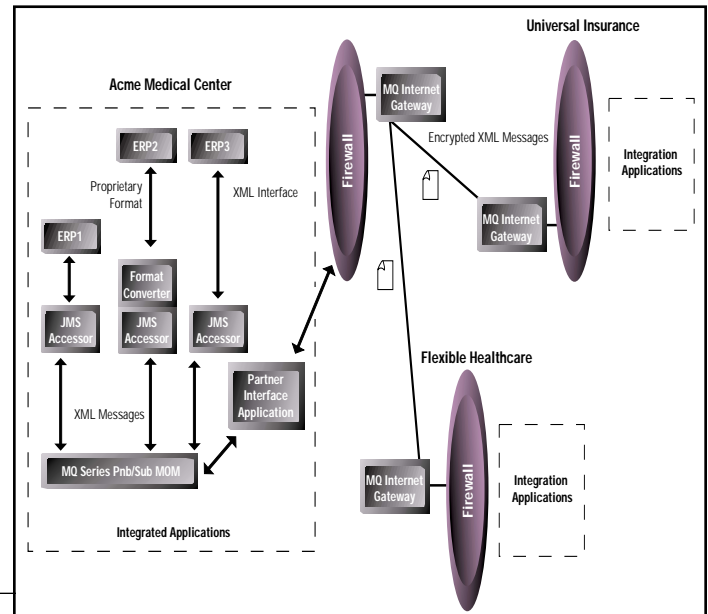 Universal Insurance
Acme Medical Center
Firewall
MQ Internet
Gateway
Firewall
ERP2
ERP3
Encrypted XML Messages
Integration
Applications
Proprietary
Format
XML Interface
ERP1
MQ Internet
Gateway
Format
Converter
JMS
Accessor
JMS
Accessor
JMS
Accessor
Flexible Healthcare
Partner
Interface
Application
XML Messages
MQ Series Pnb/Sub MOM
MQ Internet
Gateway
Firewall
Integration
Applications
Integrated Applications